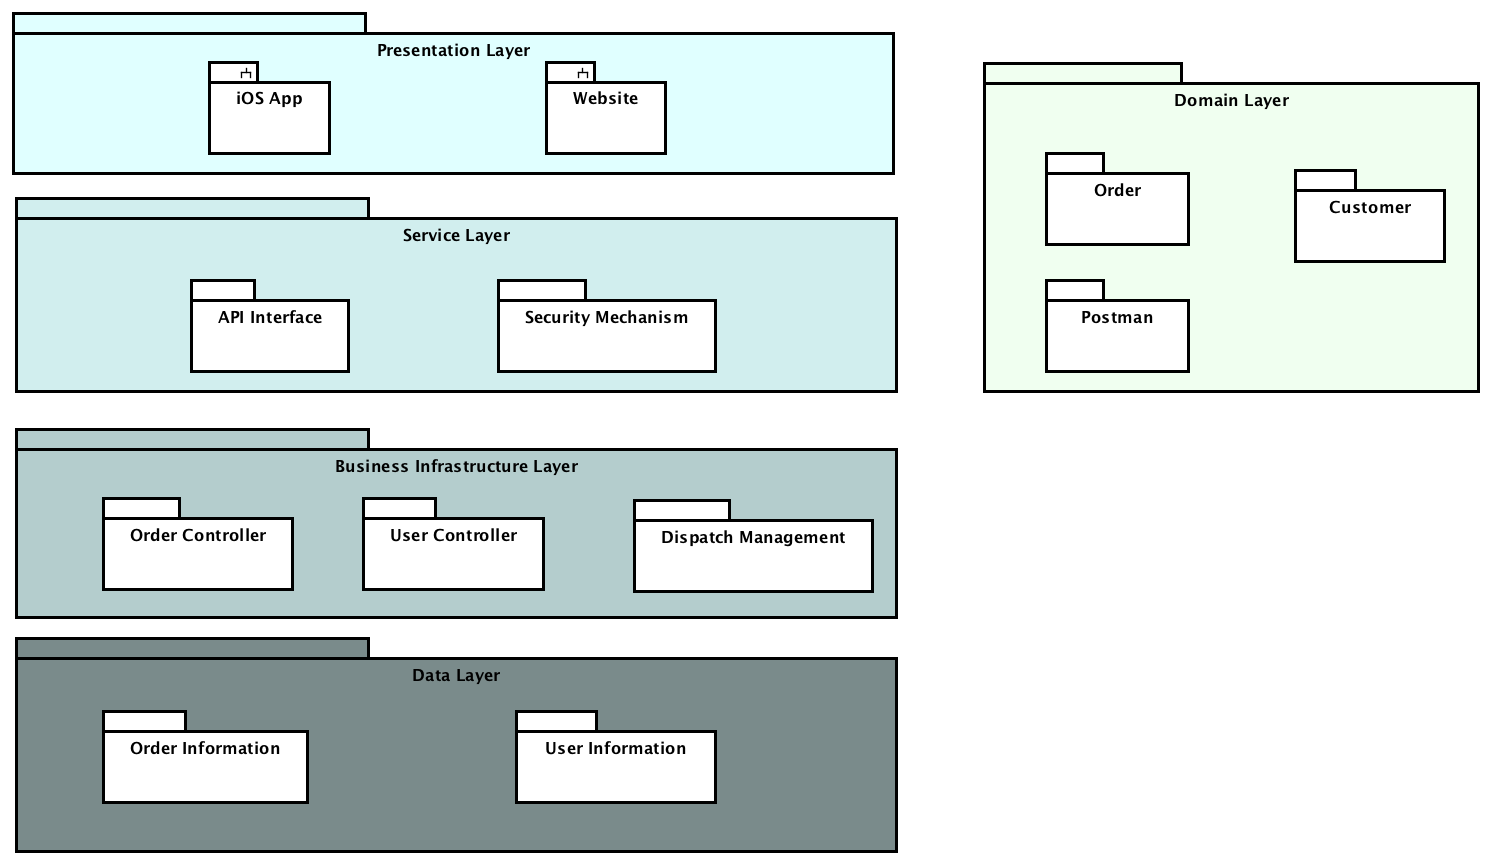 Presentation Layer
iOS App
Website
Service Layer
API Interface
Security Mechanism
Business Infrastructure Layer
Order Controller
User Controller
Dispatch Management
Data Layer
Order Information
User Information
Domain Layer
Order
Customer
Postman